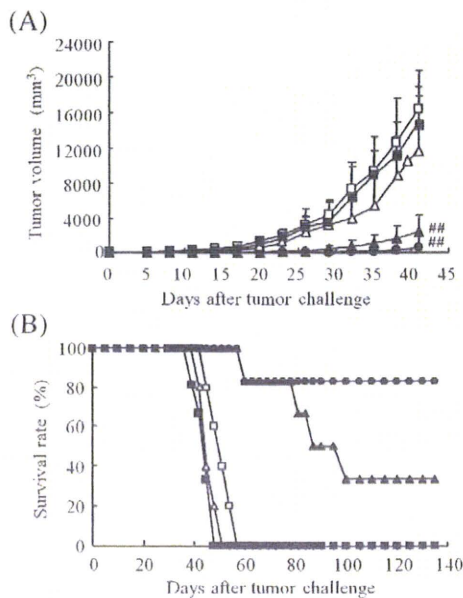 (A)
Tumor volume (mm³)
24000
20000
16000
12000
8000
4000
0
##
##
0 5 10 15 20 25 30 35 40 45
Days after tumor challenge
(B)
Survival rate (%)
100
80
60
40
20
0
0 20 40 60 80 100 120 140
Days after tumor challenge